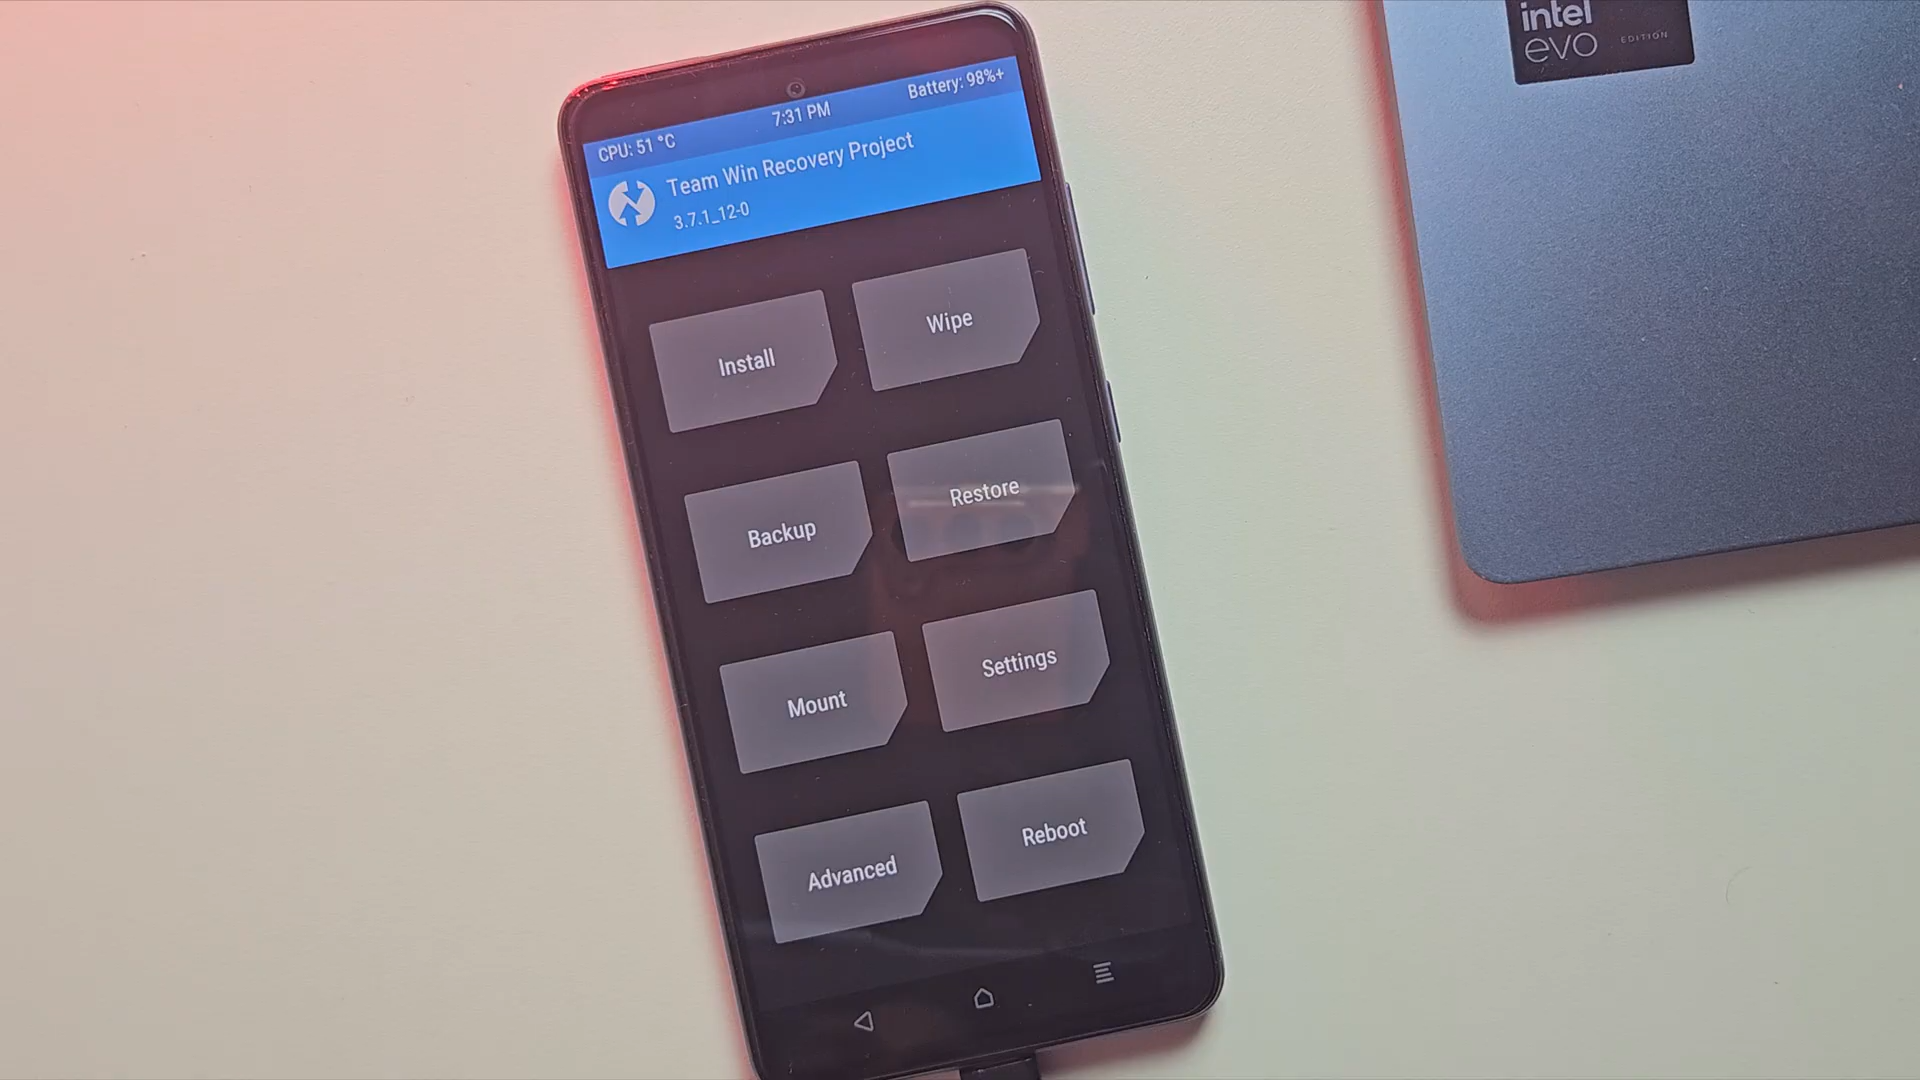 intel
evo EDITION
CPU: 51 °C 7:31 PM Battery: 98%+
Team Win Recovery Project
3.7.1_12-0
Install Wipe
Backup Restore
Mount Settings
Advanced Reboot